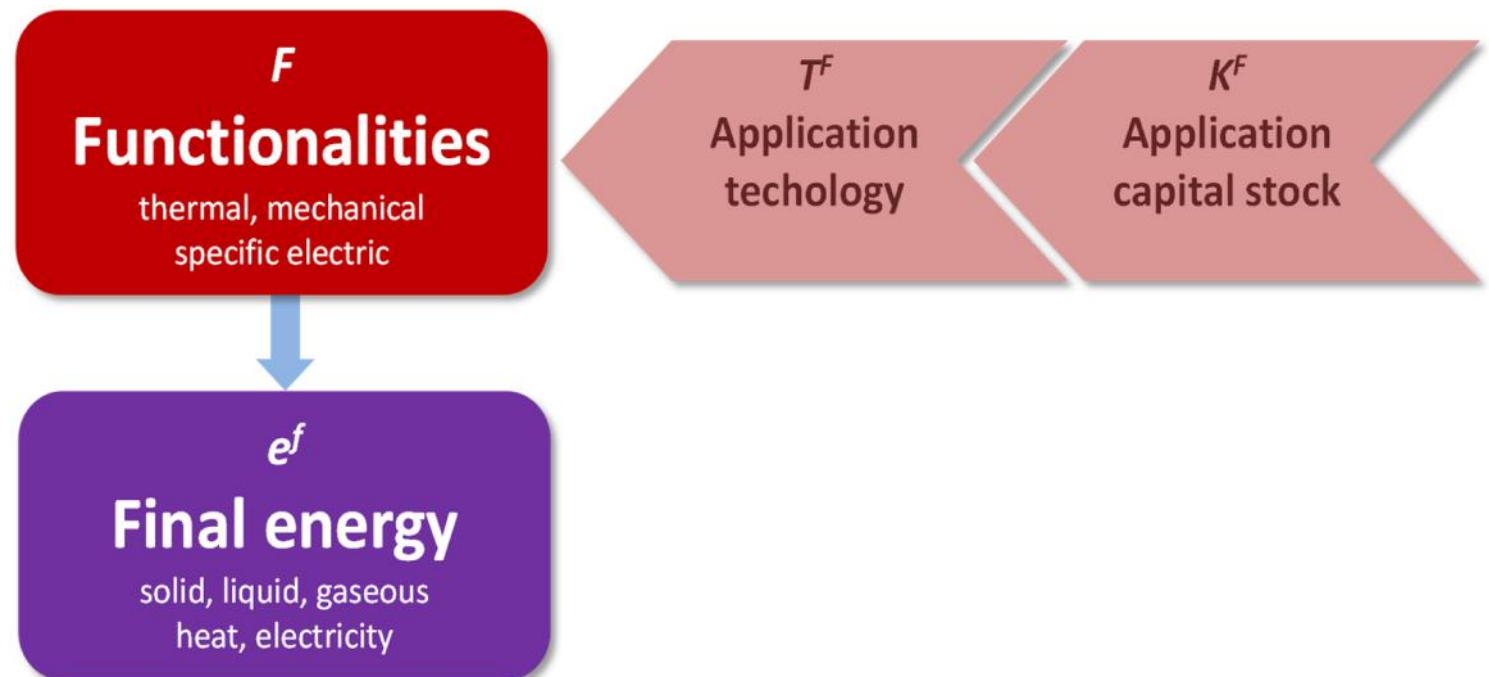 F
Functionalities
thermal, mechanical
specific electric
T^F
Application
techology
K^F
Application
capital stock
e^f
Final energy
solid, liquid, gaseous
heat, electricity